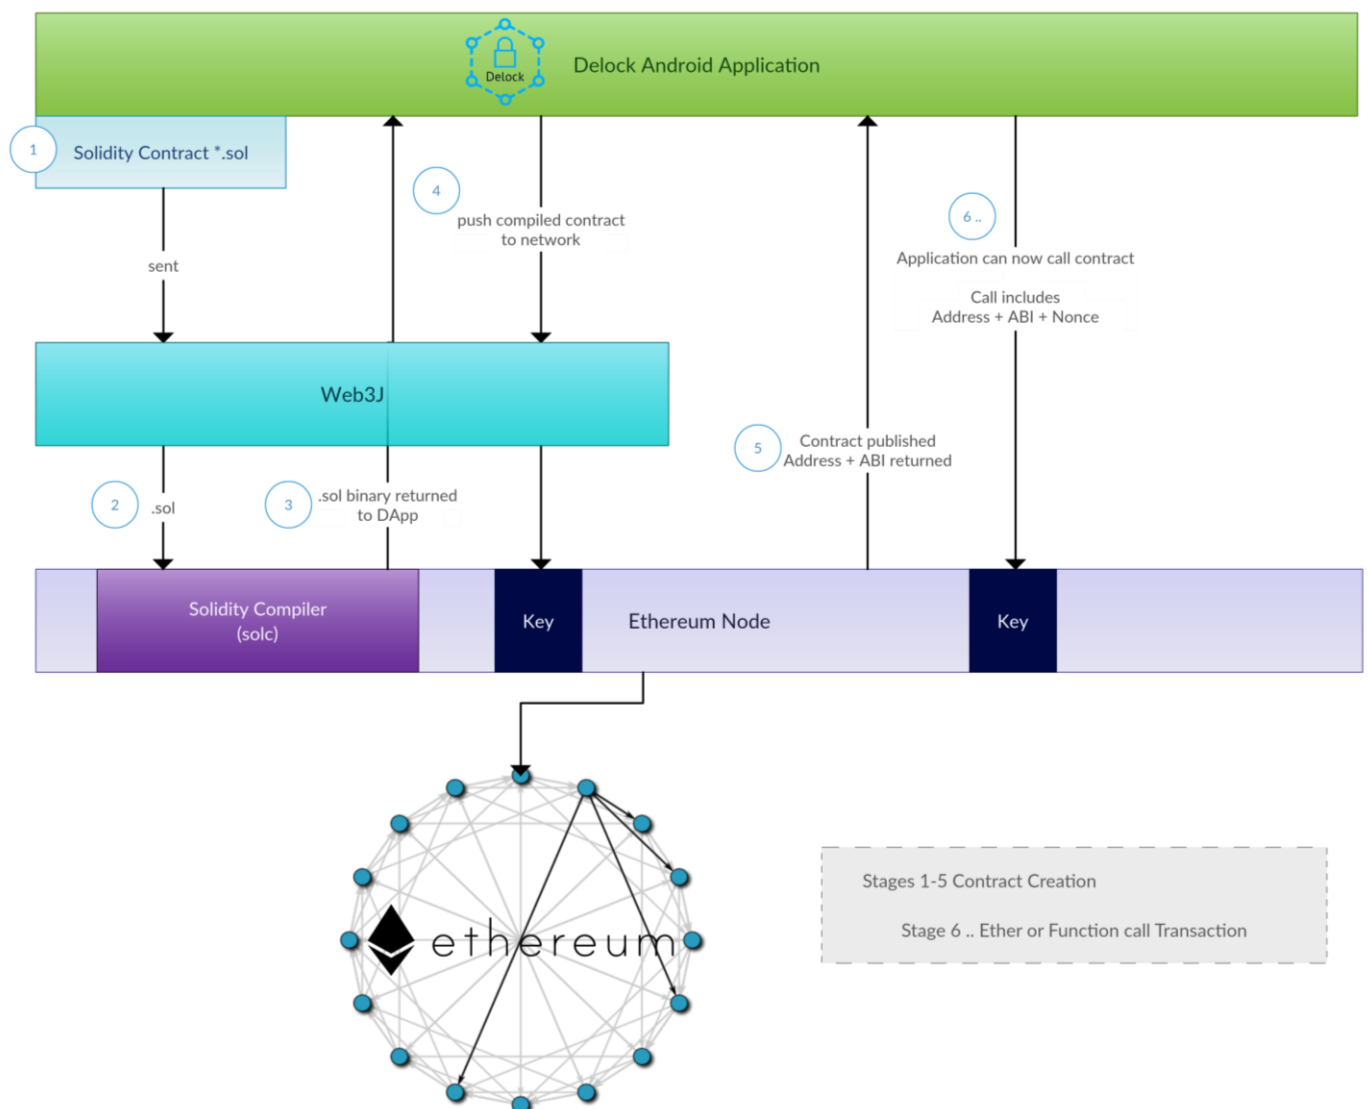 Delock
Delock Android Application
1
Solidity Contract *.sol
4
push compiled contract
to network
6 ..
Application can now call contract
Call includes
Address + ABI + Nonce
sent
Web3J
5
Contract published
Address + ABI returned
2
.sol
3
.sol binary returned
to DApp
Solidity Compiler
(solc)
Key
Ethereum Node
Key
ethereum
Stages 1-5 Contract Creation
Stage 6 .. Ether or Function call Transaction